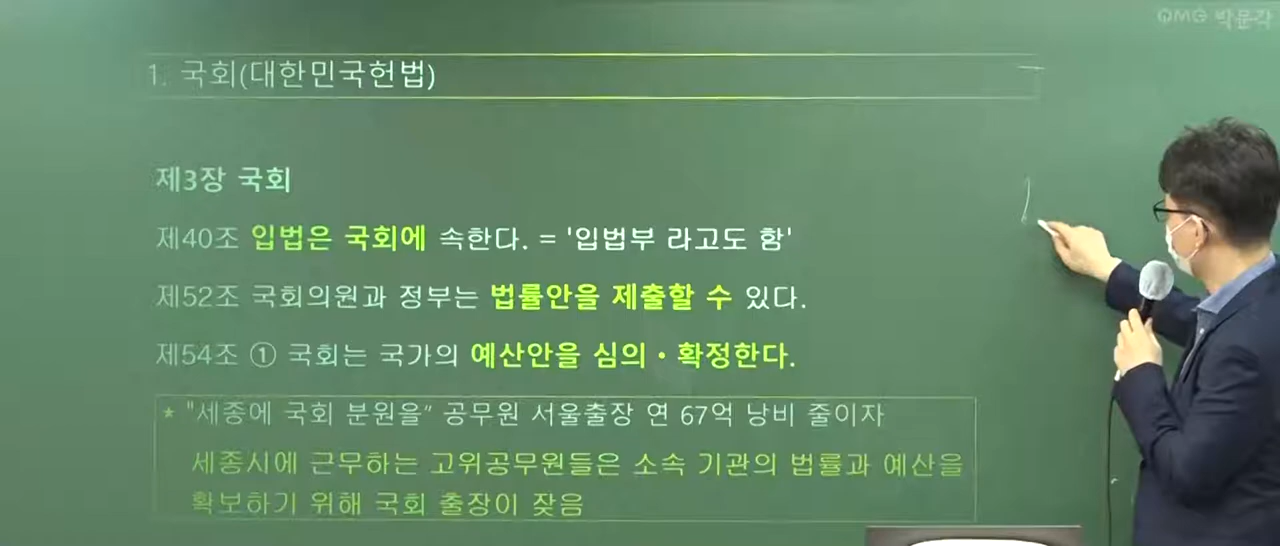 QMG 박문각
1. 국회(대한민국헌법)
제3장 국회
제40조 입법은 국회에 속한다. = '입법부 라고도 함'
제52조 국회의원과 정부는 법률안을 제출할 수 있다.
제54조 ① 국회는 국가의 예산안을 심의·확정한다.
* "세종에 국회 분원을" 공무원 서울출장 연 67억 낭비 줄이자
세종시에 근무하는 고위공무원들은 소속 기관의 법률과 예산을
확보하기 위해 국회 출장이 잦음